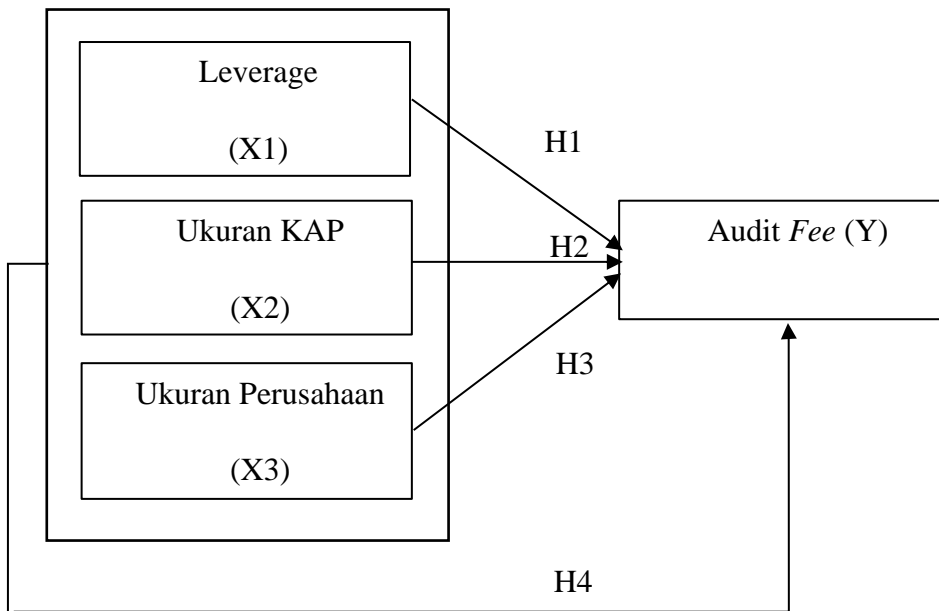 Leverage
(X1)
H1
Ukuran KAP
(X2)
H2
Audit Fee (Y)
Ukuran Perusahaan
(X3)
H3
H4